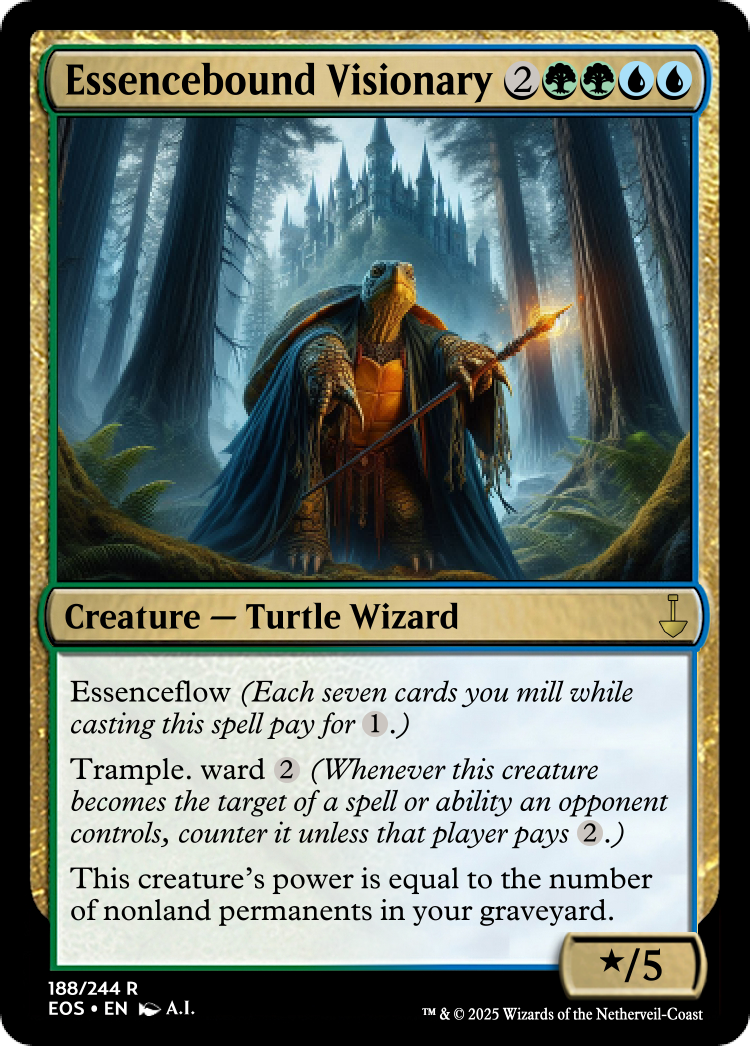 Essencebound Visionary 2
Creature — Turtle Wizard
Essenceflow (Each seven cards you mill while
casting this spell pay for 1.)
Trample. ward 2 (Whenever this creature
becomes the target of a spell or ability an opponent
controls, counter it unless that player pays 2.)
This creature's power is equal to the number
of nonland permanents in your graveyard.
★/5
188/244 R
EOS • EN A.I.
™ & © 2025 Wizards of the Netherveil-Coast